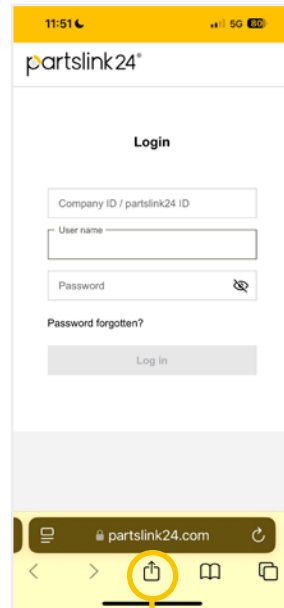 11:51 5G 80
partslink24®
Login
Company ID / partslink24 ID
User name
Password
Password forgotten?
Log in
partslink24.com